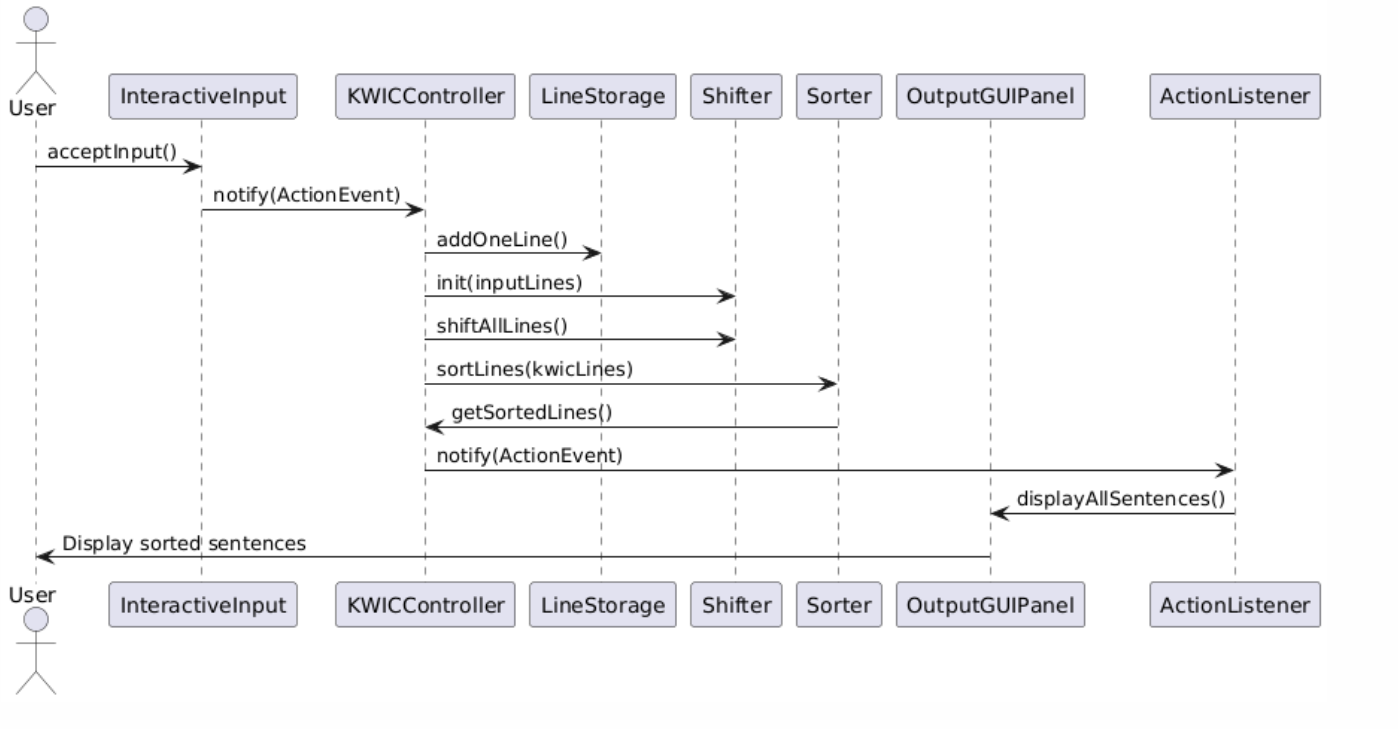 User
InteractiveInput
KWICController
LineStorage
Shifter
Sorter
OutputGUIPanel
ActionListener
acceptInput()
notify(ActionEvent)
addOneLine()
init(inputLines)
shiftAllLines()
sortLines(kwicLines)
getSortedLines()
notify(ActionEvent)
displayAllSentences()
Display sorted sentences
User
InteractiveInput
KWICController
LineStorage
Shifter
Sorter
OutputGUIPanel
ActionListener